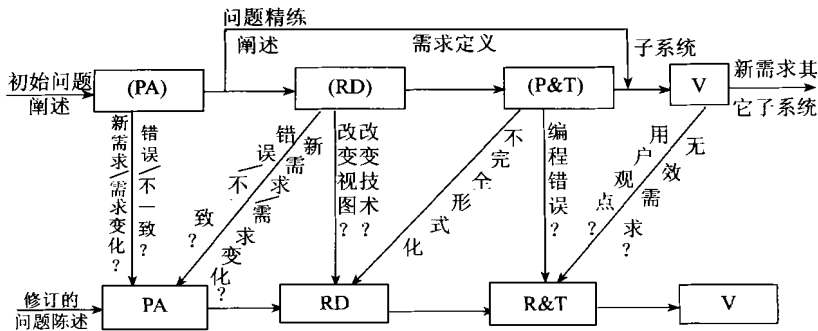 问题精练
阐述
需求定义
子系统
初始问题
阐述
(PA)
(RD)
(P&T)
V
新需求其
它子系统
新需求/需求变化?
错误/不一致?
错误/不一致?
新需求/需求变化?
改变视图?
改变技术?
不完全形式化
编程错误?
用户观点?
无效需求?
修订的
问题陈述
PA
RD
R&T
V